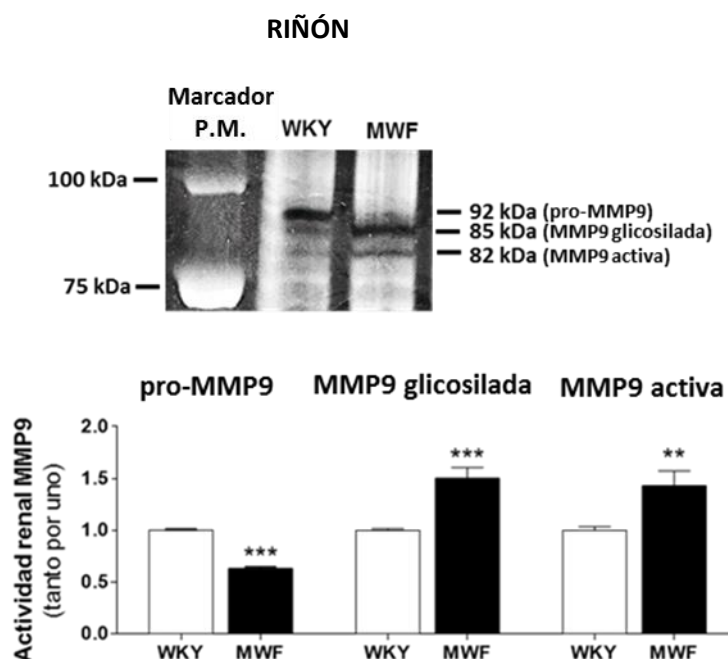 RIÑÓN
Marcador
P.M.
WKY
MWF
100 kDa
92 kDa (pro-MMP9)
85 kDa (MMP9 glicosilada)
82 kDa (MMP9 activa)
75 kDa
pro-MMP9
MMP9 glicosilada
MMP9 activa
Actividad renal MMP9
(tanto por uno)
2.0
1.5
1.0
0.5
0.0
***
***
**
WKY
MWF
WKY
MWF
WKY
MWF